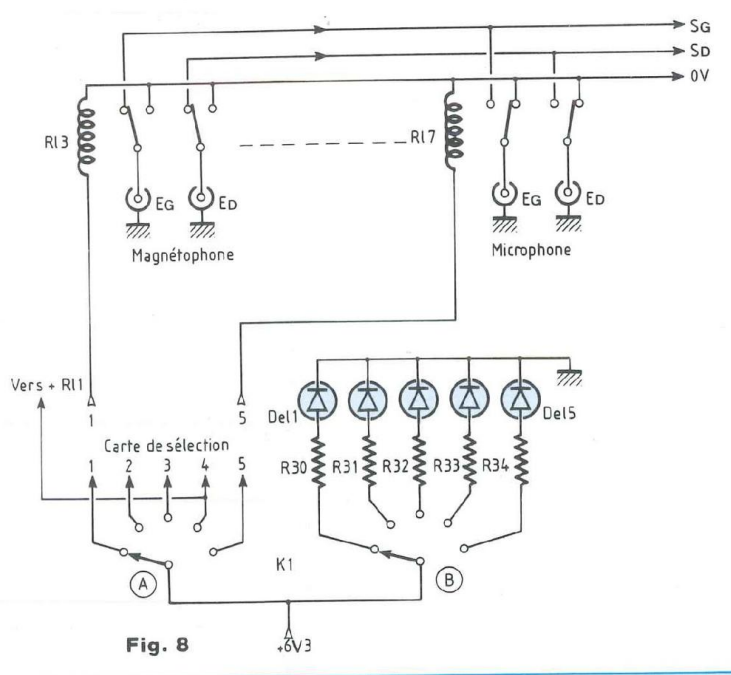 SG
SD
0V
Rl3
Rl7
EG
ED
EG
ED
Magnétophone
Microphone
Vers + Rl1
1
5
Del1
Del5
Carte de sélection
1 2 3 4 5
R30 R31 R32 R33 R34
K1
A
B
Fig. 8
+6V3